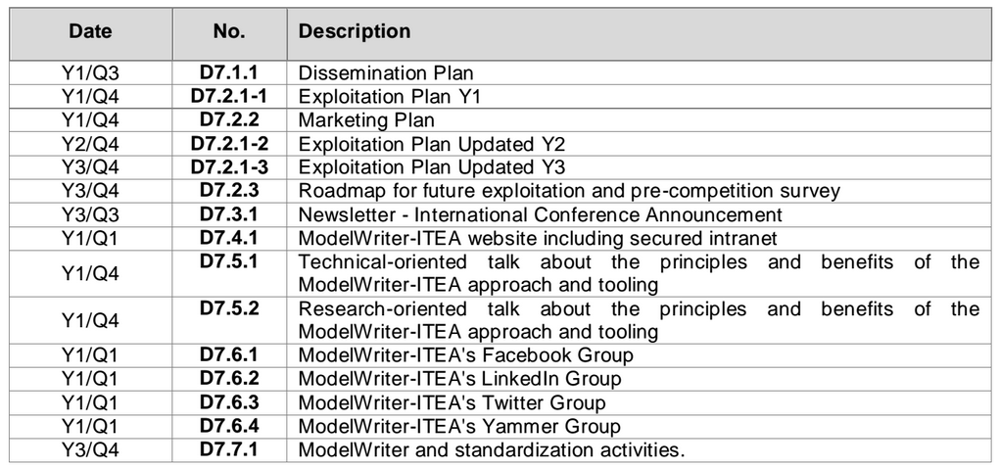 Date No. Description
Y1/Q3 D7.1.1 Dissemination Plan
Y1/Q4 D7.2.1-1 Exploitation Plan Y1
Y1/Q4 D7.2.2 Marketing Plan
Y2/Q4 D7.2.1-2 Exploitation Plan Updated Y2
Y3/Q4 D7.2.1-3 Exploitation Plan Updated Y3
Y3/Q4 D7.2.3 Roadmap for future exploitation and pre-competition survey
Y3/Q3 D7.3.1 Newsletter - International Conference Announcement
Y1/Q1 D7.4.1 ModelWriter-ITEA website including secured intranet
Y1/Q4 D7.5.1 Technical-oriented talk about the principles and benefits of the
ModelWriter-ITEA approach and tooling
Y1/Q4 D7.5.2 Research-oriented talk about the principles and benefits of the
ModelWriter-ITEA approach and tooling
Y1/Q1 D7.6.1 ModelWriter-ITEA's Facebook Group
Y1/Q1 D7.6.2 ModelWriter-ITEA's LinkedIn Group
Y1/Q1 D7.6.3 ModelWriter-ITEA's Twitter Group
Y1/Q1 D7.6.4 ModelWriter-ITEA's Yammer Group
Y3/Q4 D7.7.1 ModelWriter and standardization activities.